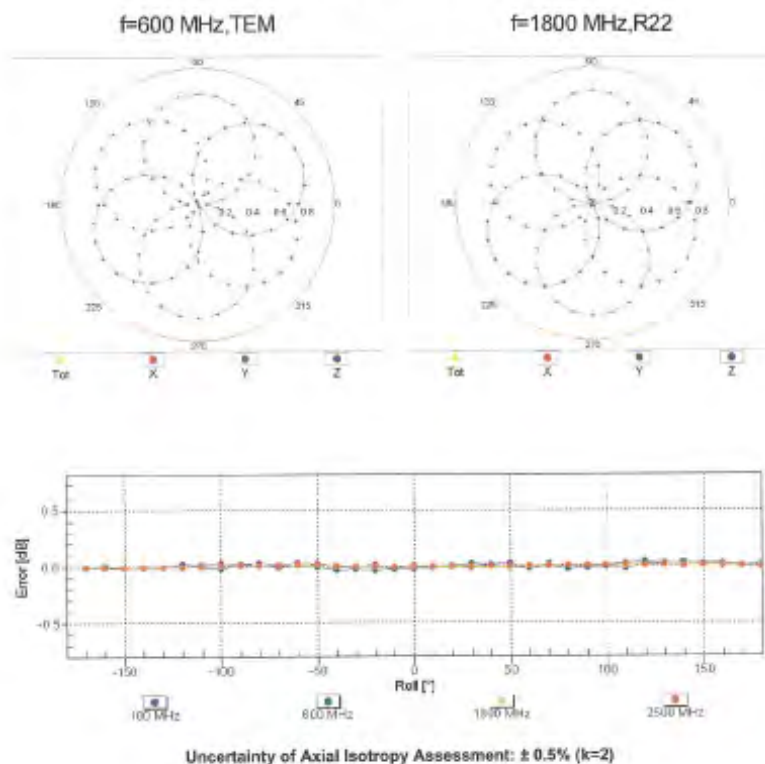 f=600 MHz,TEM
f=1800 MHz,R22
90
135
45
180
0
0.2 0.4 0.6 0.8
225
315
270
Tot X Y Z
90
135
45
180
0
0.2 0.4 0.6 0.8
225
315
270
Tot X Y Z
Error [dB]
0.5
0.0
-0.5
-150 -100 -50 0 50 100 150
Roll [°]
100 MHz 600 MHz 1800 MHz 2500 MHz
Uncertainty of Axial Isotropy Assessment: ± 0.5% (k=2)